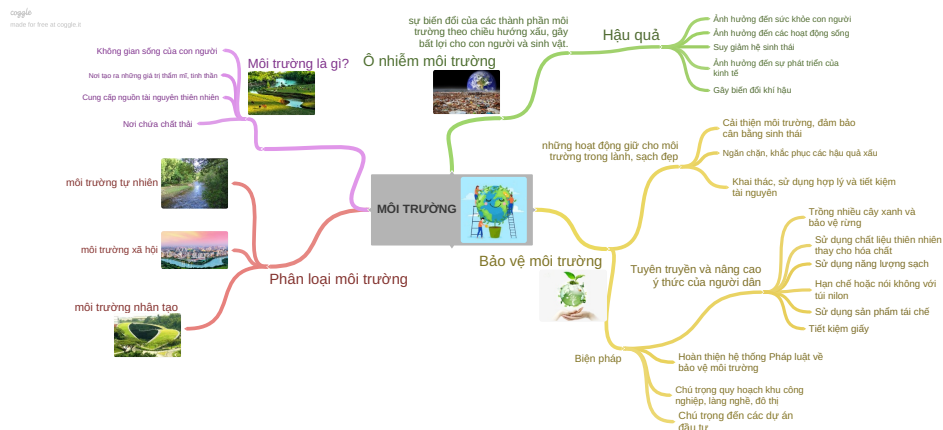 coggle
made for free at coggle.it
Không gian sống của con người
Nơi tạo ra những giá trị thẩm mĩ, tinh thần
Cung cấp nguồn tài nguyên thiên nhiên
Nơi chứa chất thải
Môi trường là gì?
môi trường tự nhiên
môi trường xã hội
môi trường nhân tạo
Phân loại môi trường
MÔI TRƯỜNG
sự biến đổi của các thành phần môi
trường theo chiều hướng xấu, gây
bất lợi cho con người và sinh vật.
Ô nhiễm môi trường
Hậu quả
Ảnh hưởng đến sức khỏe con người
Ảnh hưởng đến các hoạt động sống
Suy giảm hệ sinh thái
Ảnh hưởng đến sự phát triển của
kinh tế
Gây biến đổi khí hậu
Bảo vệ môi trường
những hoạt động giữ cho môi
trường trong lành, sạch đẹp
Cải thiện môi trường, đảm bảo
cân bằng sinh thái
Ngăn chặn, khắc phục các hậu quả xấu
Khai thác, sử dụng hợp lý và tiết kiệm
tài nguyên
Biện pháp
Tuyên truyền và nâng cao
ý thức của người dân
Trồng nhiều cây xanh và
bảo vệ rừng
Sử dụng chất liệu thiên nhiên
thay cho hóa chất
Sử dụng năng lượng sạch
Hạn chế hoặc nói không với
túi nilon
Sử dụng sản phẩm tái chế
Tiết kiệm giấy
Hoàn thiện hệ thống Pháp luật về
bảo vệ môi trường
Chú trọng quy hoạch khu công
nghiệp, làng nghề, đô thị
Chú trọng đến các dự án
đầu tư